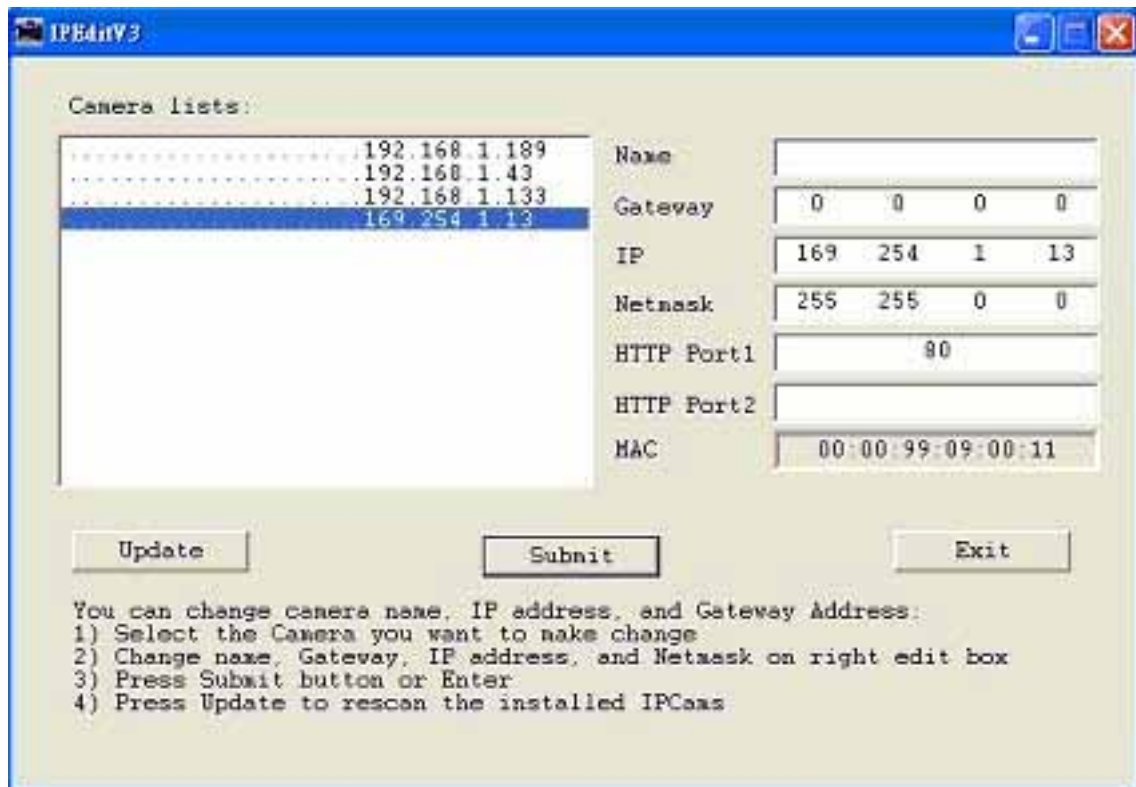 IPEditV3
Camera lists:
.....................192.168.1.189
.....................192.168.1.43
.....................192.168.1.133
.....................169.254.1.13
Name
Gateway 0 0 0 0
IP 169 254 1 13
Netmask 255 255 0 0
HTTP Port1 80
HTTP Port2
MAC 00:00:99:09:00:11
Update Submit Exit
You can change camera name, IP address, and Gateway Address:
1) Select the Camera you want to make change
2) Change name, Gateway, IP address, and Netmask on right edit box
3) Press Submit button or Enter
4) Press Update to rescan the installed IPCams